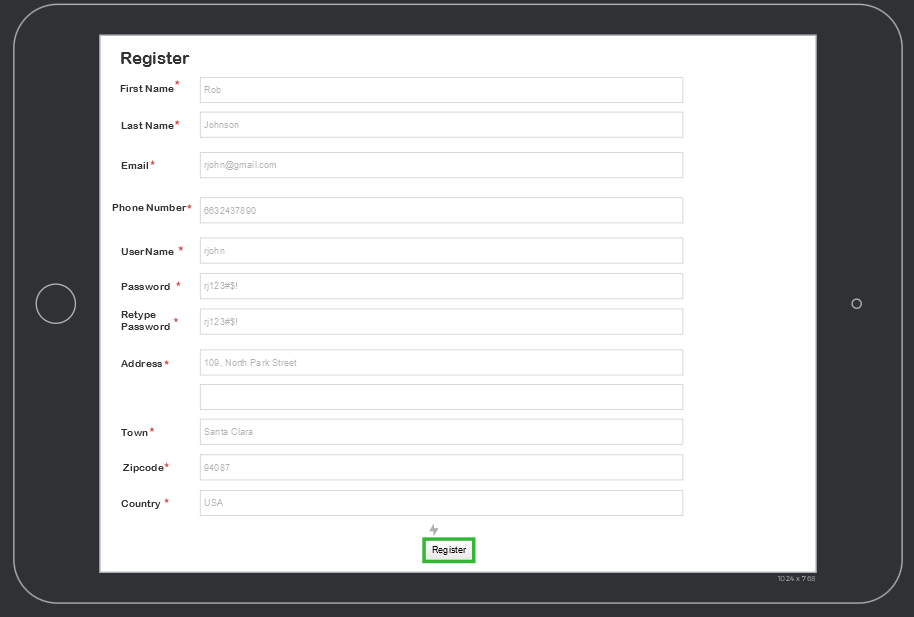 Register
First Name*
Rob
Last Name*
Johnson
Email*
rjohn@gmail.com
Phone Number*
6632437890
UserName *
rjohn
Password *
rj123#$!
Retype
Password *
rj123#$!
Address*
109, North Park Street
Town*
Santa Clara
Zipcode*
94087
Country *
USA
Register
1024 x 768